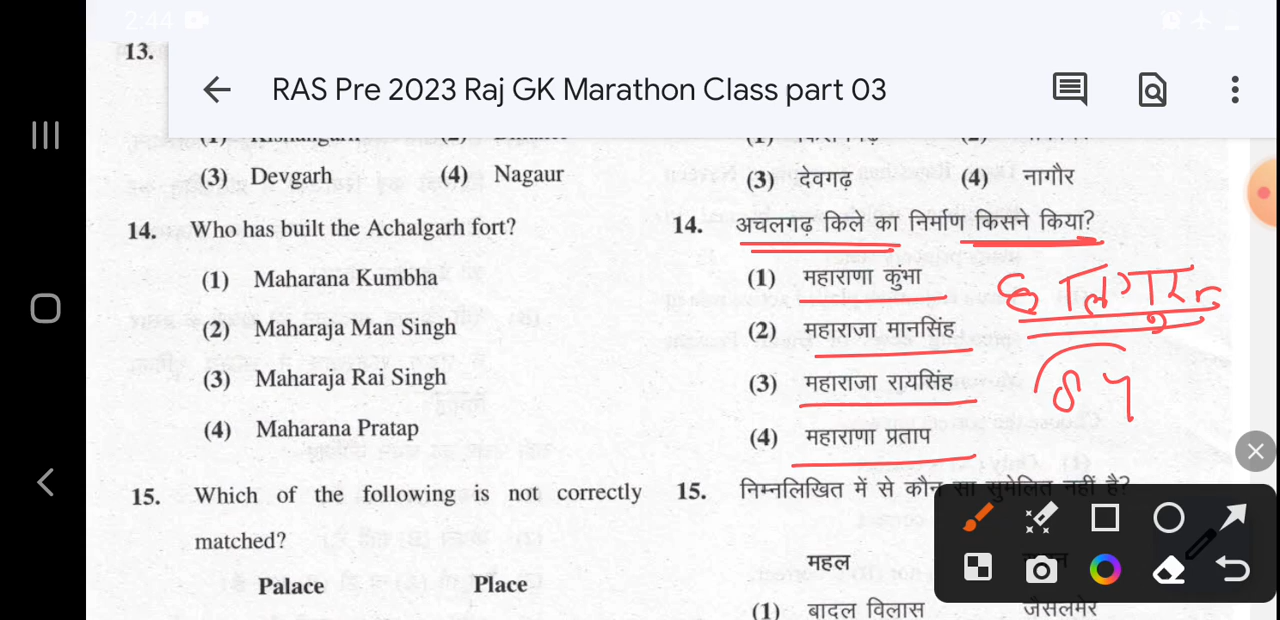 2:44
13.
RAS Pre 2023 Raj GK Marathon Class part 03
(3) Devgarh (4) Nagaur
14. Who has built the Achalgarh fort?
(1) Maharana Kumbha
(2) Maharaja Man Singh
(3) Maharaja Rai Singh
(4) Maharana Pratap
15. Which of the following is not correctly
matched?
Palace Place
(3) देवगढ़ (4) नागौर
14. अचलगढ़ किले का निर्माण किसने किया?
(1) महाराणा कुंभा
(2) महाराजा मानसिंह
(3) महाराजा रायसिंह
(4) महाराणा प्रताप
84
15. निम्नलिखित में से कौन सा सुमेलित नहीं है?
महल
(1) बादल विलास जैसलमेर